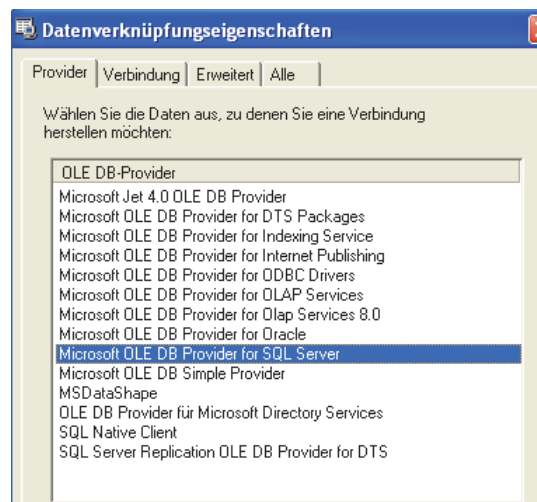 Datenverknüpfungseigenschaften
Provider Verbindung Erweitert Alle
Wählen Sie die Daten aus, zu denen Sie eine Verbindung
herstellen möchten:
OLE DB-Provider
Microsoft Jet 4.0 OLE DB Provider
Microsoft OLE DB Provider for DTS Packages
Microsoft OLE DB Provider for Indexing Service
Microsoft OLE DB Provider for Internet Publishing
Microsoft OLE DB Provider for ODBC Drivers
Microsoft OLE DB Provider for OLAP Services
Microsoft OLE DB Provider for Olap Services 8.0
Microsoft OLE DB Provider for Oracle
Microsoft OLE DB Provider for SQL Server
Microsoft OLE DB Simple Provider
MSDataShape
OLE DB Provider für Microsoft Directory Services
SQL Native Client
SQL Server Replication OLE DB Provider for DTS